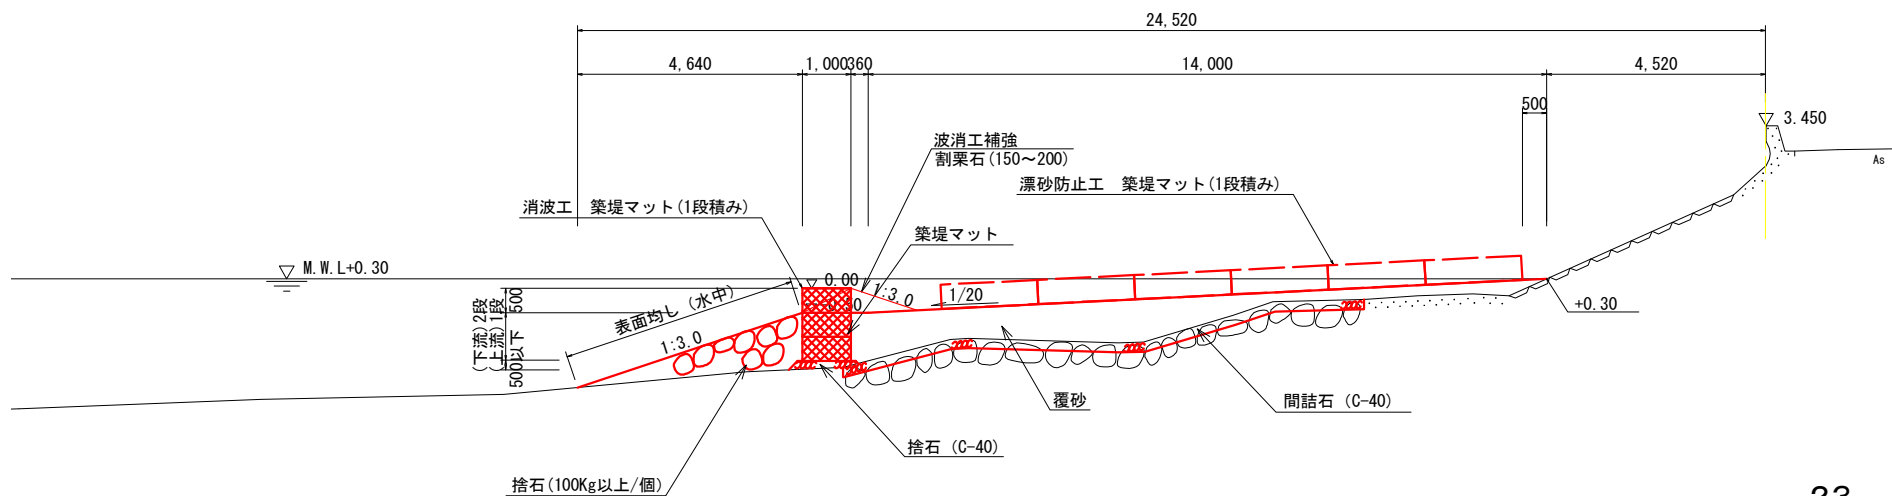 24,520
4,640
1,000
360
14,000
4,520
500
3.450
As
波消工補強
割栗石(150～200)
漂砂防止工　築堤マット(1段積み)
消波工　築堤マット(1段積み)
築堤マット
M.W.L+0.30
0.00
1:3.0
1/20
+0.30
表面均し (水中)
1:3.0
(下流)2段
(上流)1段
500
500以下
間詰石 (C-40)
覆砂
捨石 (C-40)
捨石(100Kg以上/個)
23